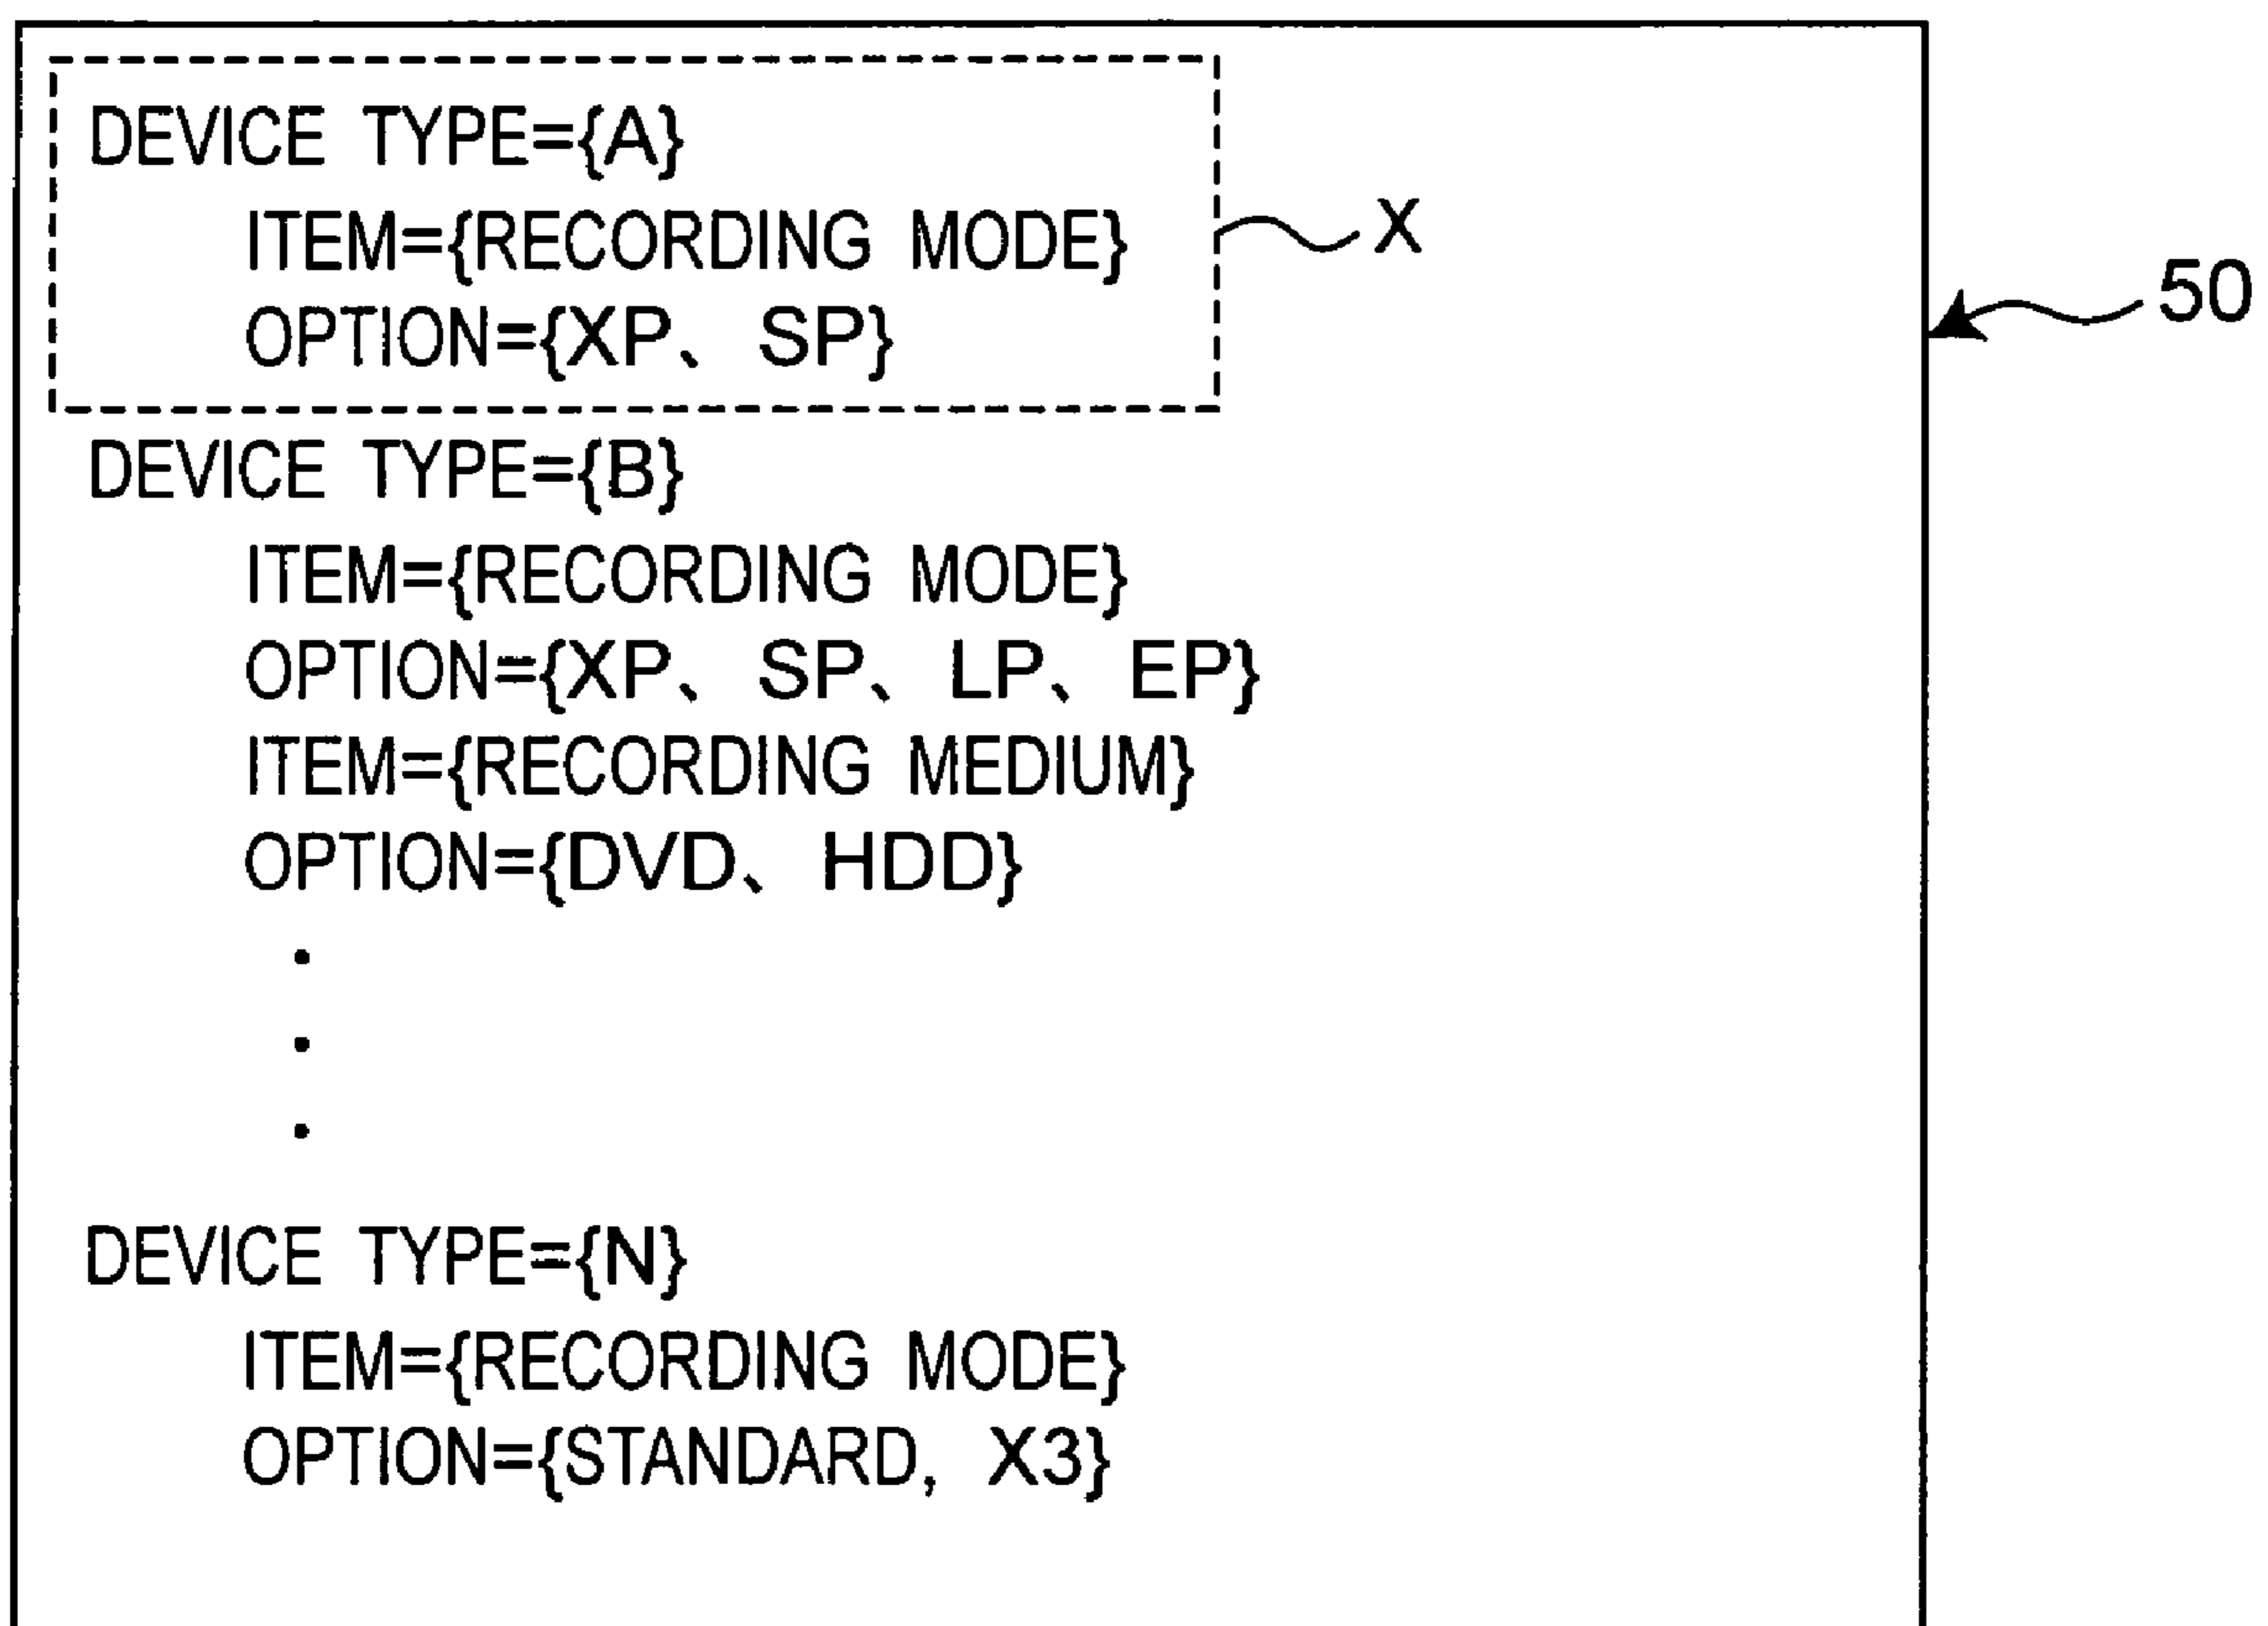 DEVICE TYPE={A}
ITEM={RECORDING MODE}
OPTION={XP、 SP}
X
50
DEVICE TYPE={B}
ITEM={RECORDING MODE}
OPTION={XP、 SP、 LP、 EP}
ITEM={RECORDING MEDIUM}
OPTION={DVD、 HDD}
.
.
.
DEVICE TYPE={N}
ITEM={RECORDING MODE}
OPTION={STANDARD, X3}